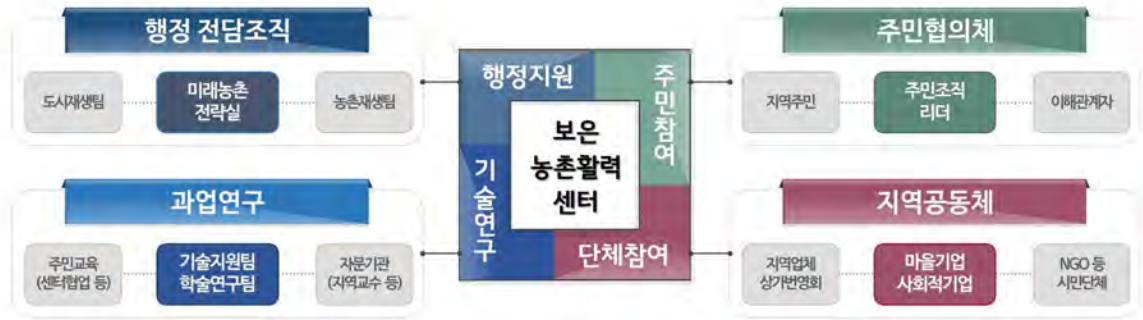 행정 전담조직
도시재생팀
미래농촌
전략실
농촌재생팀
과업연구
주민교육
(센터협업 등)
기술지원팀
학술연구팀
자문기관
(지역교수 등)
행정지원
주민참여
보은
농촌활력
센터
기술연구
단체참여
주민협의체
지역주민
주민조직
리더
이해관계자
지역공동체
지역업체
상가번영회
마을기업
사회적기업
NGO 등
시민단체